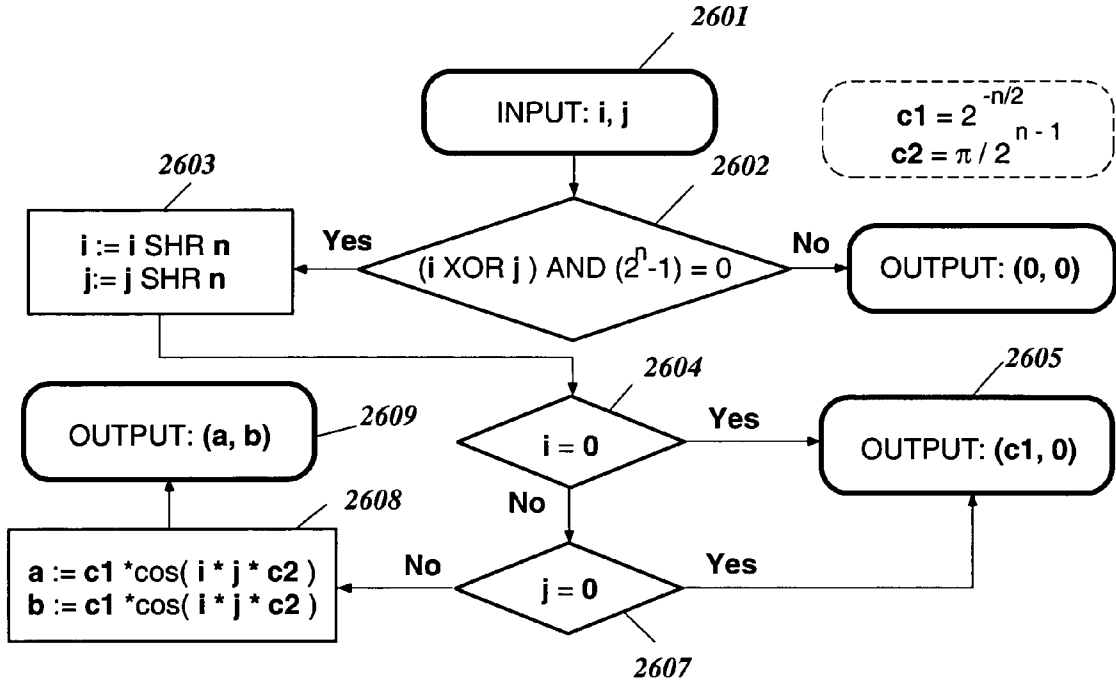 2601
INPUT: i, j
c1 = 2^-n/2
c2 = π / 2^n - 1
2603
2602
i := i SHR n
j:= j SHR n
Yes
(i XOR j ) AND (2^n-1) = 0
No
OUTPUT: (0, 0)
2604
2605
OUTPUT: (a, b)
2609
i = 0
Yes
OUTPUT: (c1, 0)
No
2608
a := c1 *cos( i * j * c2 )
b := c1 *cos( i * j * c2 )
No
j = 0
Yes
2607